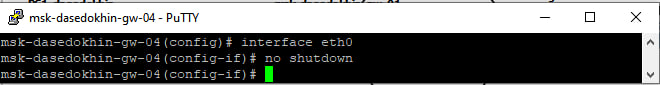 msk-dasedokhin-gw-04 - PuTTY
msk-dasedokhin-gw-04(config)# interface eth0
msk-dasedokhin-gw-04(config-if)# no shutdown
msk-dasedokhin-gw-04(config-if)#